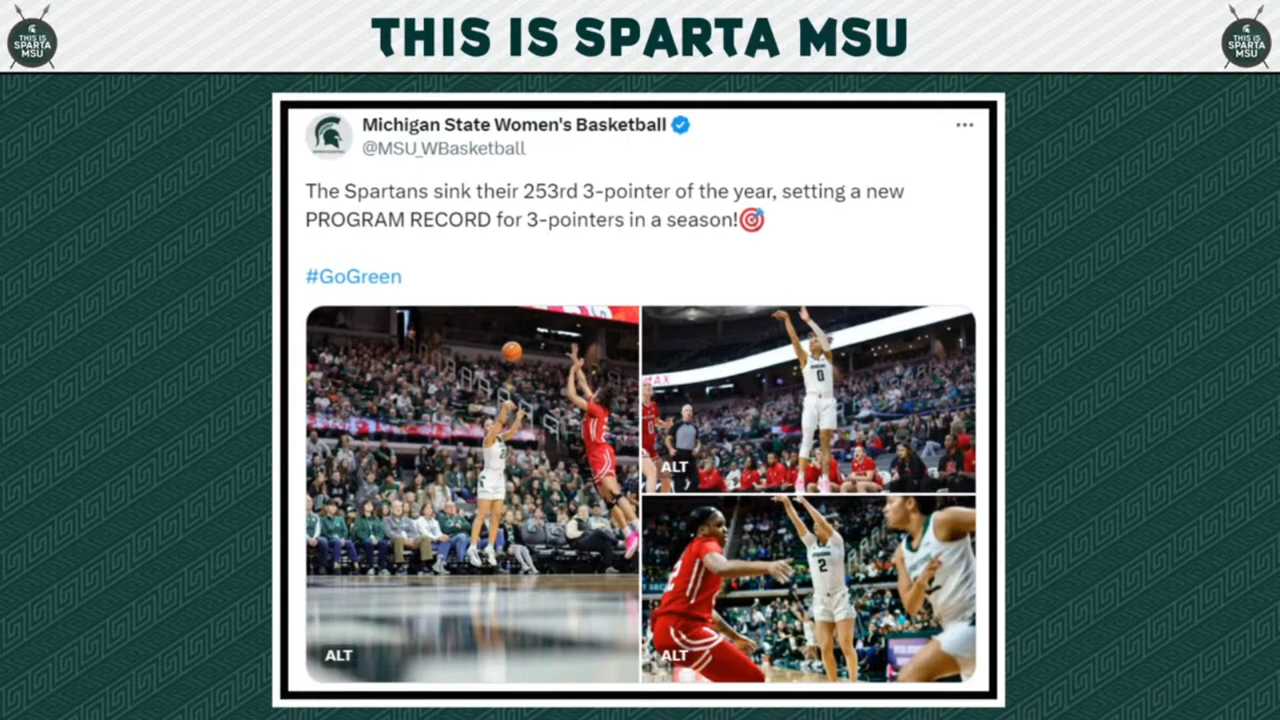 THIS IS SPARTA MSU
THIS IS
SPARTA
MSU
THIS IS
SPARTA
MSU
Michigan State Women's Basketball
@MSU_WBasketball
The Spartans sink their 253rd 3-pointer of the year, setting a new
PROGRAM RECORD for 3-pointers in a season!
#GoGreen
ALT
0
ALT
2
ALT